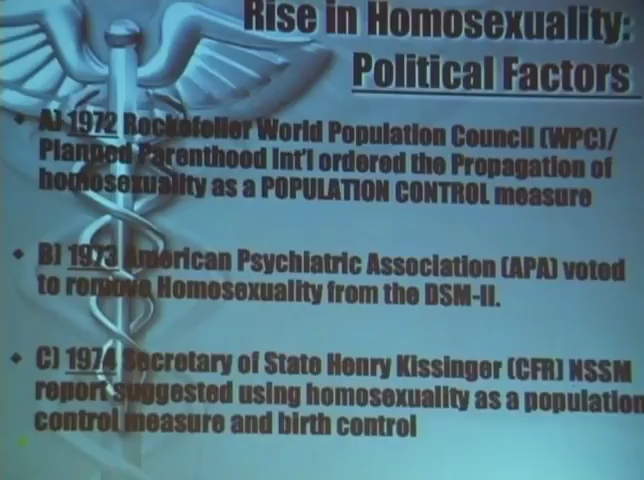 Rise in Homosexuality:
Political Factors
A) 1972 Rockefeller World Population Council (WPC)/
Planned Parenthood Int'l ordered the Propagation of
homosexuality as a POPULATION CONTROL measure
B) 1973 American Psychiatric Association (APA) voted
to remove Homosexuality from the DSM-II.
C) 1974 Secretary of State Henry Kissinger (CFR) NSSM
report suggested using homosexuality as a population
control measure and birth control